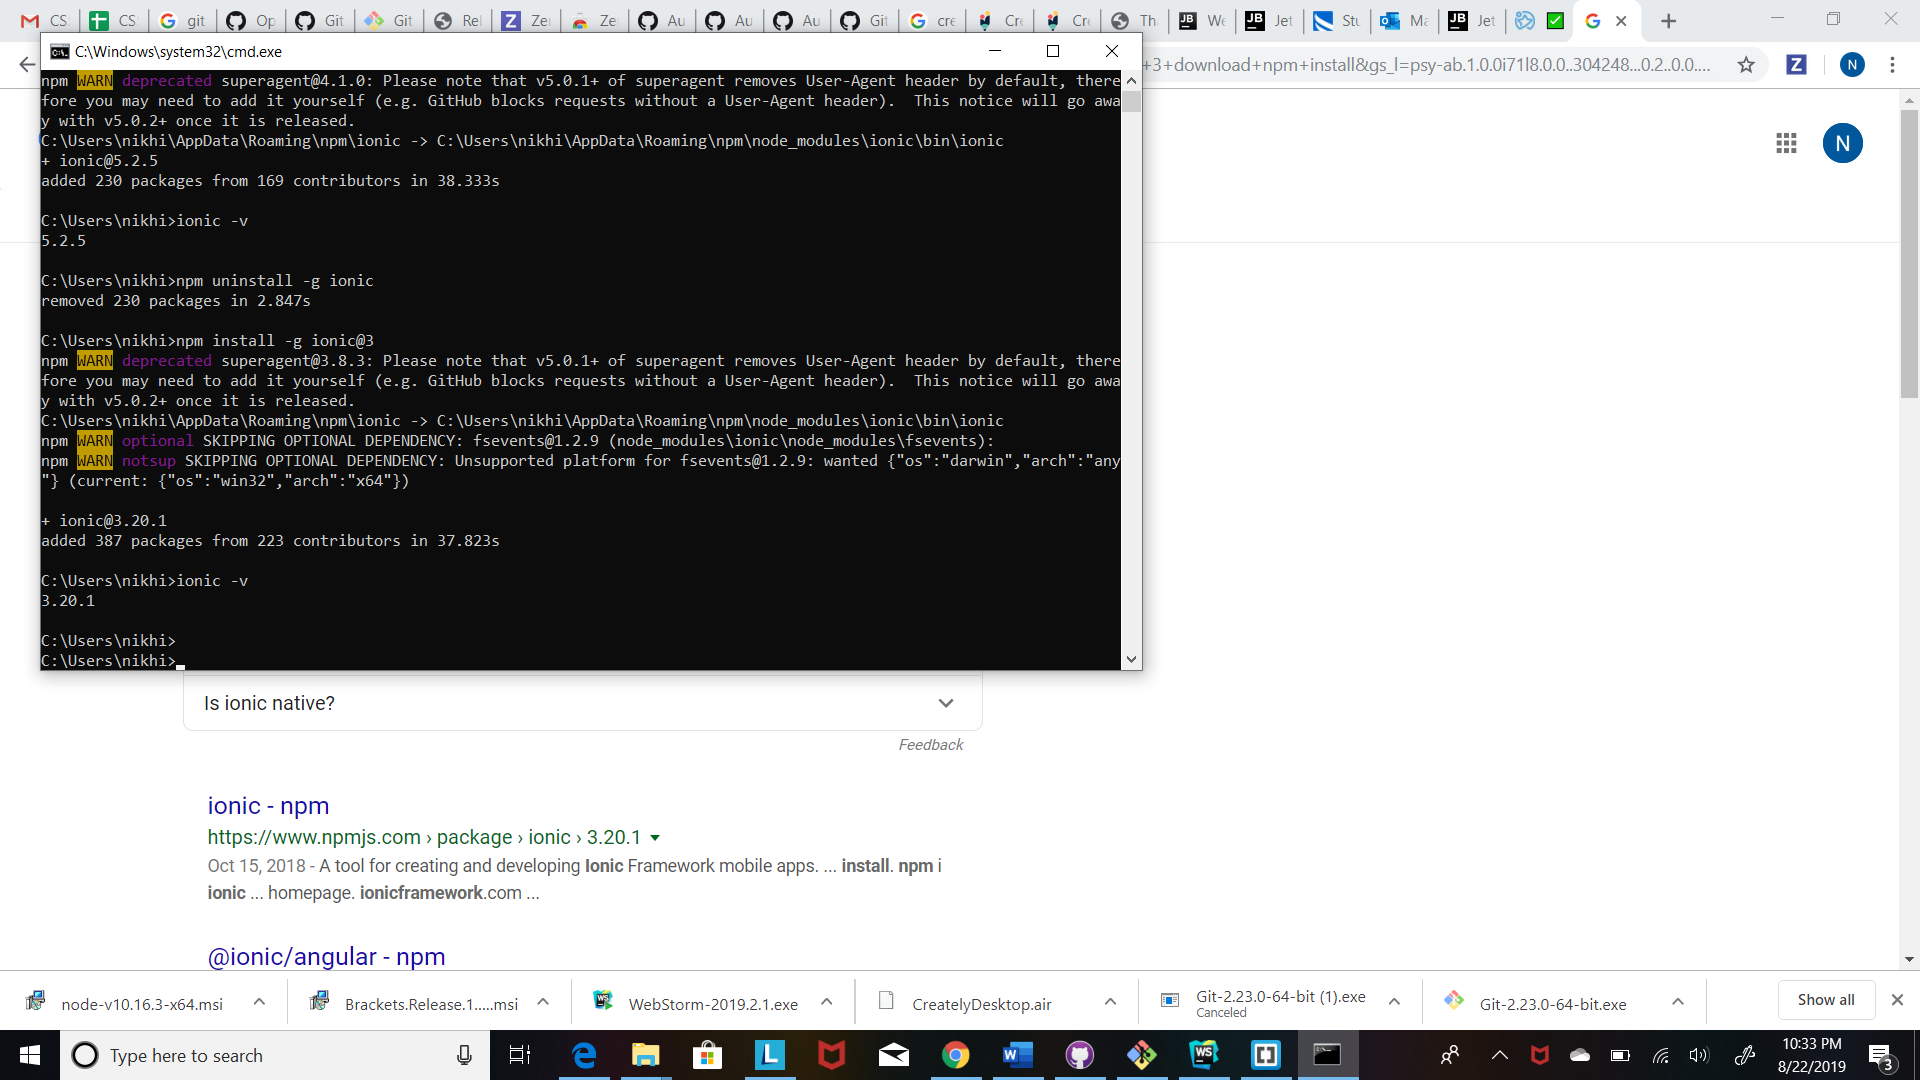 CS
CS
git
Op
Git
Git
Rel
Zer
Ze
Au
Au
Au
Git
cre
Cre
Cre
Th
We
Jet
Stu
Ma
Jet
C:\Windows\system32\cmd.exe
+3+download+npm+install&gs_l=psy-ab.1.0.0i71l8.0.0..304248...0.2..0.0....
Z
N
N
npm WARN deprecated superagent@4.1.0: Please note that v5.0.1+ of superagent removes User-Agent header by default, there
fore you may need to add it yourself (e.g. GitHub blocks requests without a User-Agent header).  This notice will go awa
y with v5.0.2+ once it is released.
C:\Users\nikhi\AppData\Roaming\npm\ionic -> C:\Users\nikhi\AppData\Roaming\npm\node_modules\ionic\bin\ionic
+ ionic@5.2.5
added 230 packages from 169 contributors in 38.333s
C:\Users\nikhi>ionic -v
5.2.5
C:\Users\nikhi>npm uninstall -g ionic
removed 230 packages in 2.847s
C:\Users\nikhi>npm install -g ionic@3
npm WARN deprecated superagent@3.8.3: Please note that v5.0.1+ of superagent removes User-Agent header by default, there
fore you may need to add it yourself (e.g. GitHub blocks requests without a User-Agent header).  This notice will go awa
y with v5.0.2+ once it is released.
C:\Users\nikhi\AppData\Roaming\npm\ionic -> C:\Users\nikhi\AppData\Roaming\npm\node_modules\ionic\bin\ionic
npm WARN optional SKIPPING OPTIONAL DEPENDENCY: fsevents@1.2.9 (node_modules\ionic\node_modules\fsevents):
npm WARN notsup SKIPPING OPTIONAL DEPENDENCY: Unsupported platform for fsevents@1.2.9: wanted {"os":"darwin","arch":"any
"} (current: {"os":"win32","arch":"x64"})
+ ionic@3.20.1
added 387 packages from 223 contributors in 37.823s
C:\Users\nikhi>ionic -v
3.20.1
C:\Users\nikhi>
C:\Users\nikhi>
Is ionic native?
Feedback
ionic - npm
https://www.npmjs.com › package › ionic › 3.20.1
Oct 15, 2018 - A tool for creating and developing Ionic Framework mobile apps. ... install. npm i
ionic ... homepage. ionicframework.com ...
@ionic/angular - npm
node-v10.16.3-x64.msi
Brackets.Release.1.....msi
WebStorm-2019.2.1.exe
CreatelyDesktop.air
Git-2.23.0-64-bit (1).exe
Canceled
Git-2.23.0-64-bit.exe
Show all
Type here to search
10:33 PM
8/22/2019
3